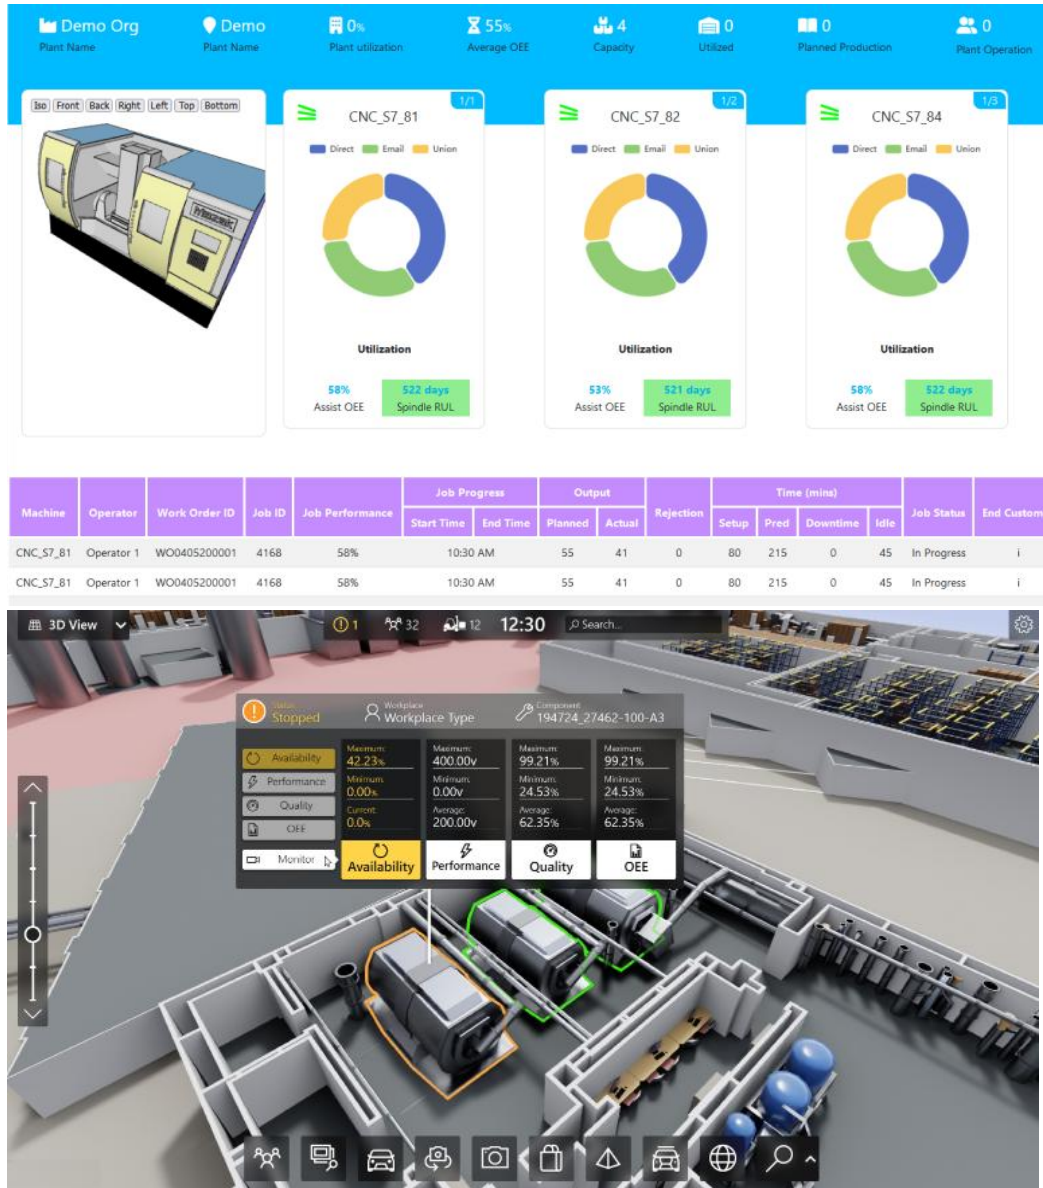 Demo Org Demo 0% 55% 4 0 0 0
Plant Name Plant Name Plant utilization Average OEE Capacity Utilized Planned Production Plant Operation
Iso Front Back Right Left Top Bottom
1/1
CNC_S7_81
Direct Email Union
Utilization
58% 522 days
Assist OEE Spindle RUL
1/2
CNC_S7_82
Direct Email Union
Utilization
53% 521 days
Assist OEE Spindle RUL
1/3
CNC_S7_84
Direct Email Union
Utilization
58% 522 days
Assist OEE Spindle RUL
Job Progress Output Time (mins)
Machine Operator Work Order ID Job ID Job Performance Rejection Job Status End Custom
Start Time End Time Planned Actual Setup Pred Downtime Idle
CNC_S7_81 Operator 1 WO0405200001 4168 58% 10:30 AM 55 41 0 80 215 0 45 In Progress i
CNC_S7_81 Operator 1 WO0405200001 4168 58% 10:30 AM 55 41 0 80 215 0 45 In Progress i
3D View 1 32 12 12:30 Search...
Status Workplace Component
Stopped Workplace Type 194724_27462-100-A3
Availability
Performance
Quality
OEE
Monitor
Maximum: Maximum: Maximum: Maximum:
42.23% 400.00v 99.21% 99.21%
Minimum: Minimum: Minimum: Minimum:
0.00% 0.00v 24.53% 24.53%
Current: Average: Average: Average:
0.0% 200.00v 62.35% 62.35%
Availability Performance Quality OEE